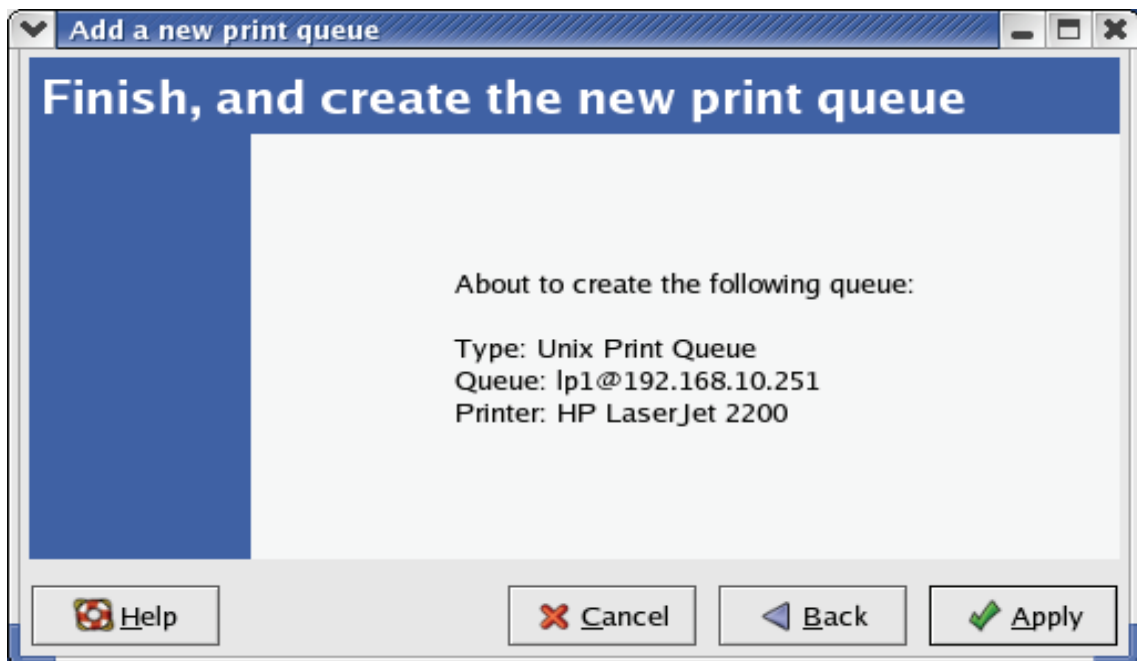 Add a new print queue
Finish, and create the new print queue
About to create the following queue:
Type: Unix Print Queue
Queue: lp1@192.168.10.251
Printer: HP LaserJet 2200
Help
Cancel
Back
Apply